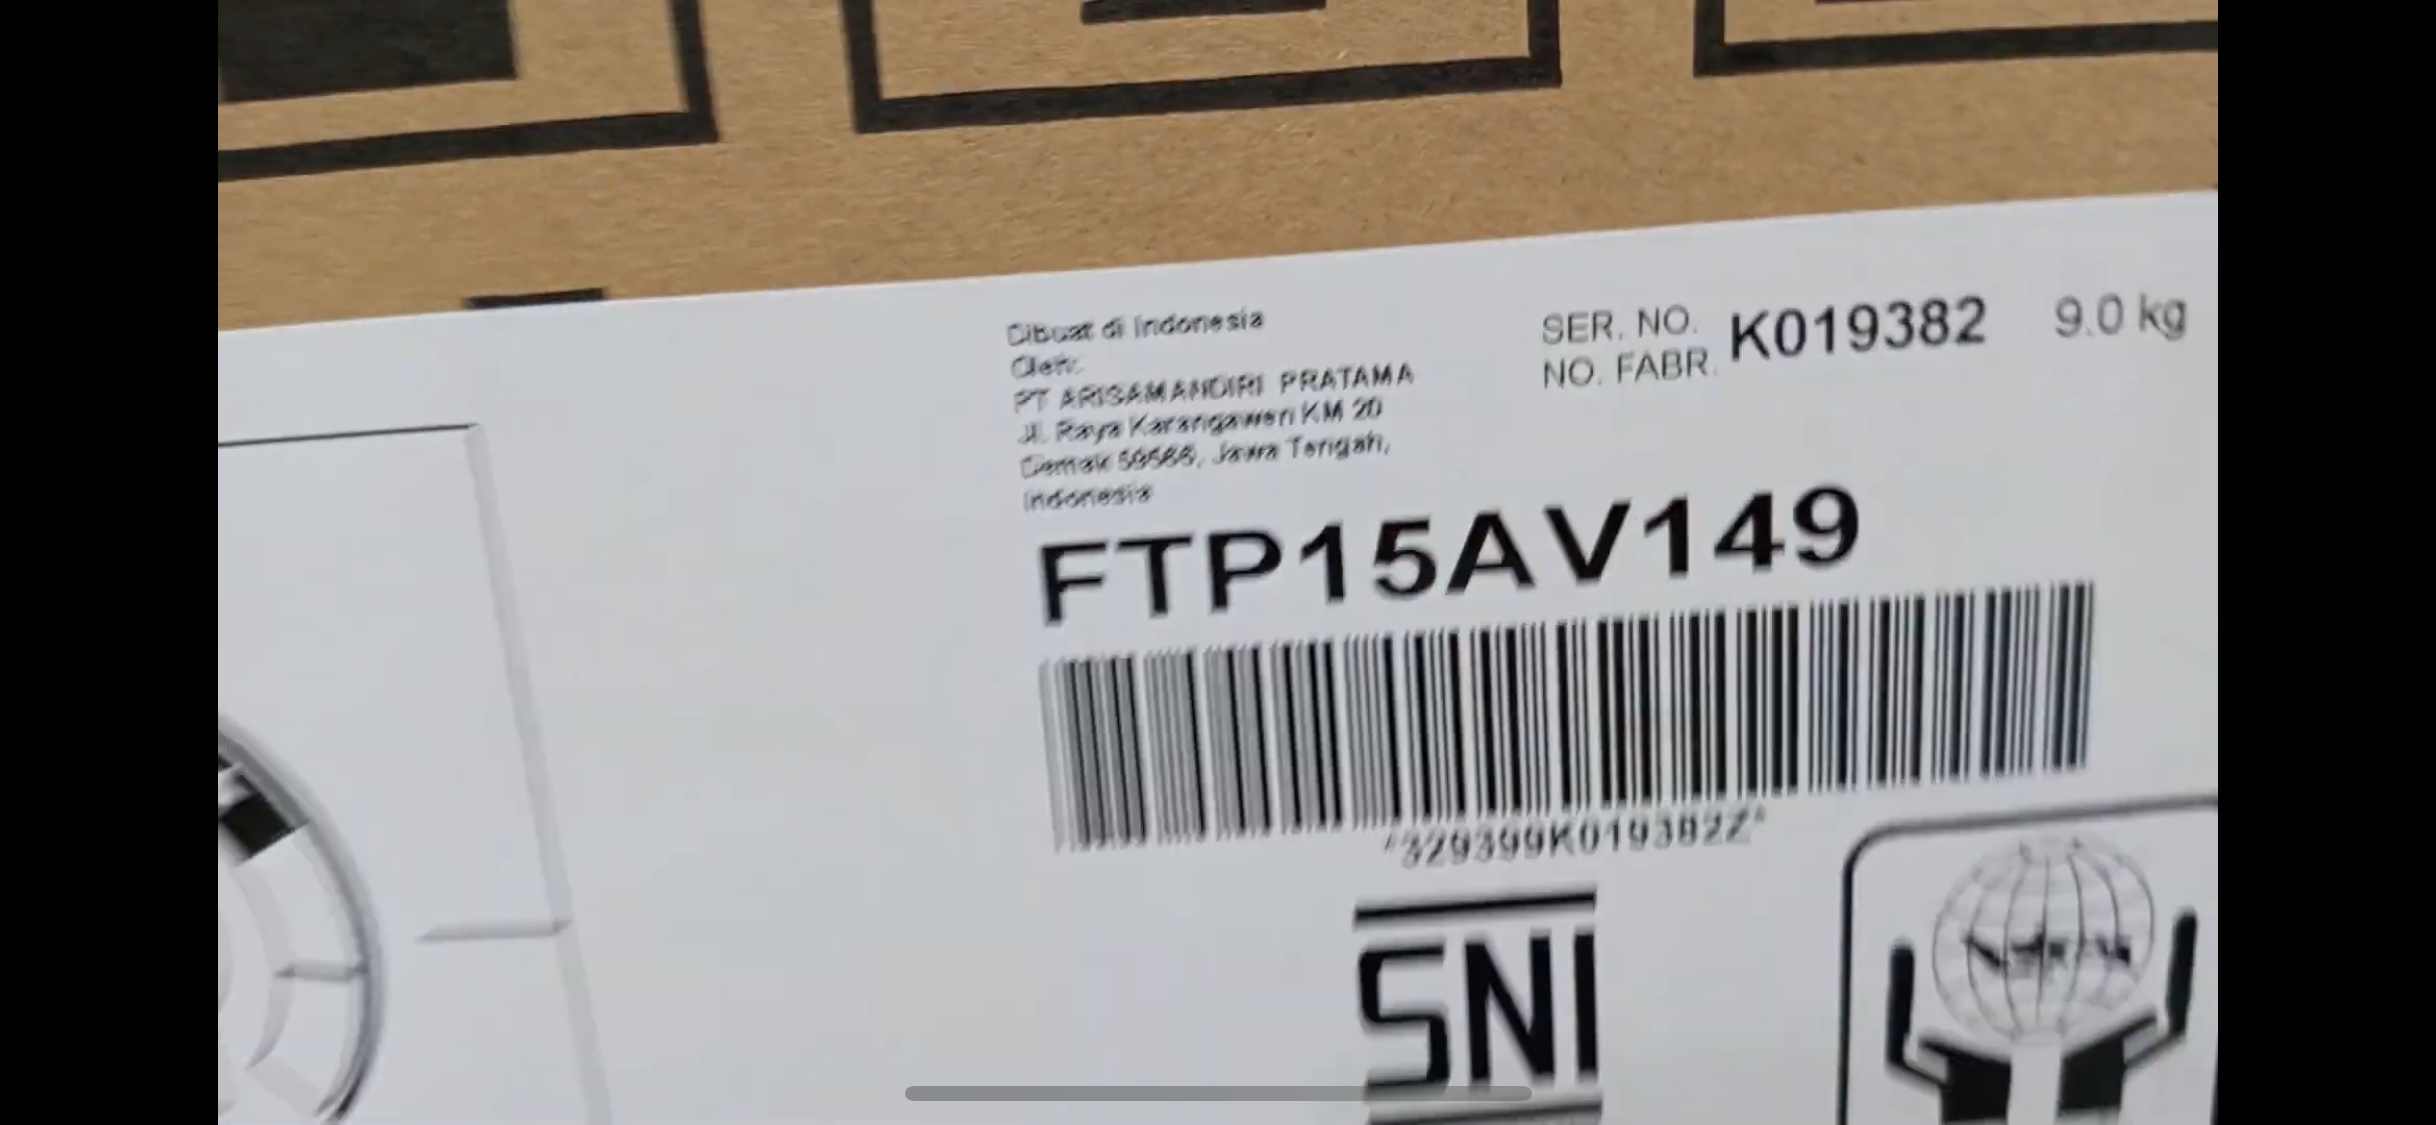 Dibuat di Indonesia
Oleh:
PT ARISAMANDIRI PRATAMA
Jl. Raya Karangawen KM 20
Demak 59566, Jawa Tengah,
Indonesia
SER. NO.
NO. FABR.
K019382
9.0 kg
FTP15AV149
*329399K019382Z*
SNI